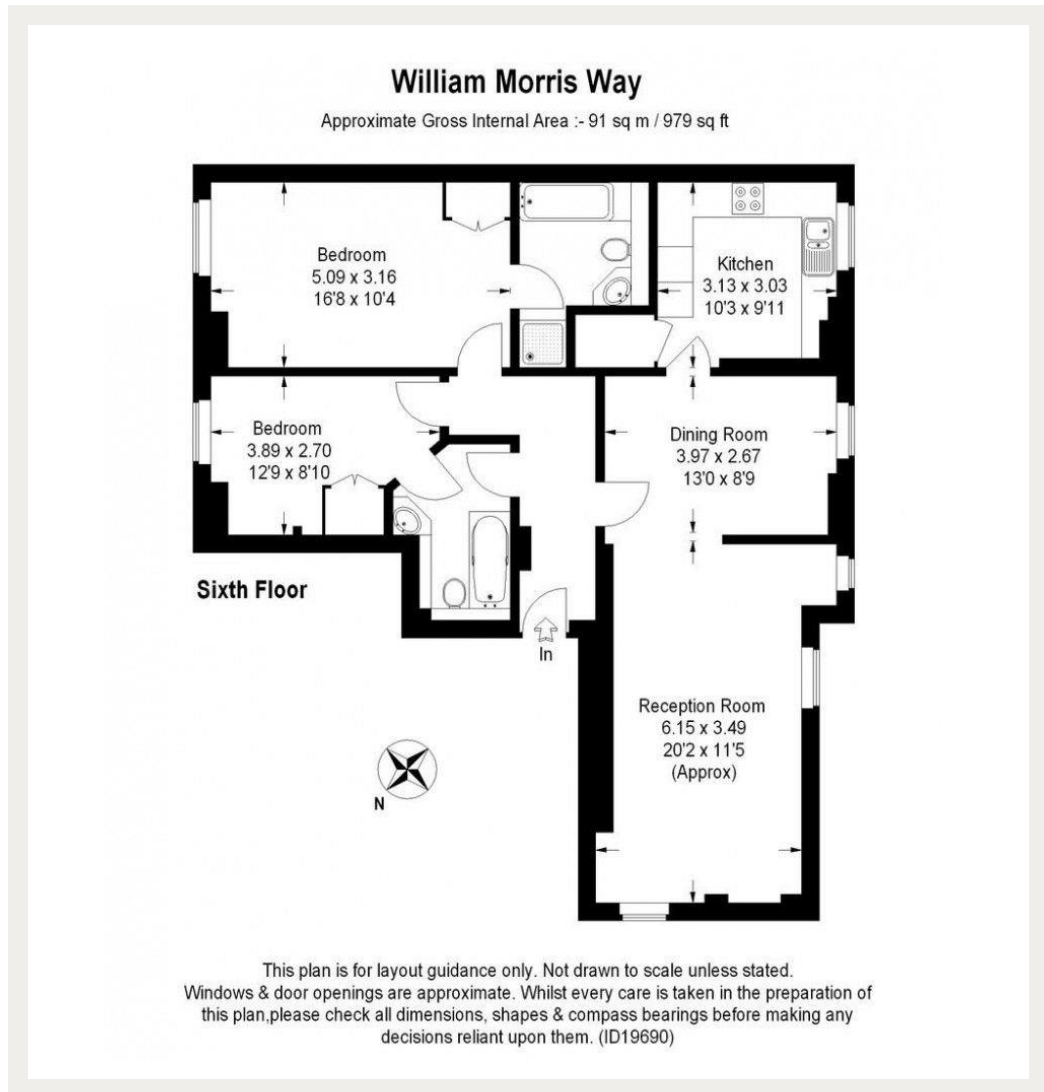 William Morris Way
Approximate Gross Internal Area :- 91 sq m / 979 sq ft
Bedroom
5.09 x 3.16
16'8 x 10'4
Kitchen
3.13 x 3.03
10'3 x 9'11
Bedroom
3.89 x 2.70
12'9 x 8'10
Dining Room
3.97 x 2.67
13'0 x 8'9
Sixth Floor
In
Reception Room
6.15 x 3.49
20'2 x 11'5
(Approx)
N
This plan is for layout guidance only. Not drawn to scale unless stated.
Windows & door openings are approximate. Whilst every care is taken in the preparation of
this plan,please check all dimensions, shapes & compass bearings before making any
decisions reliant upon them. (ID19690)